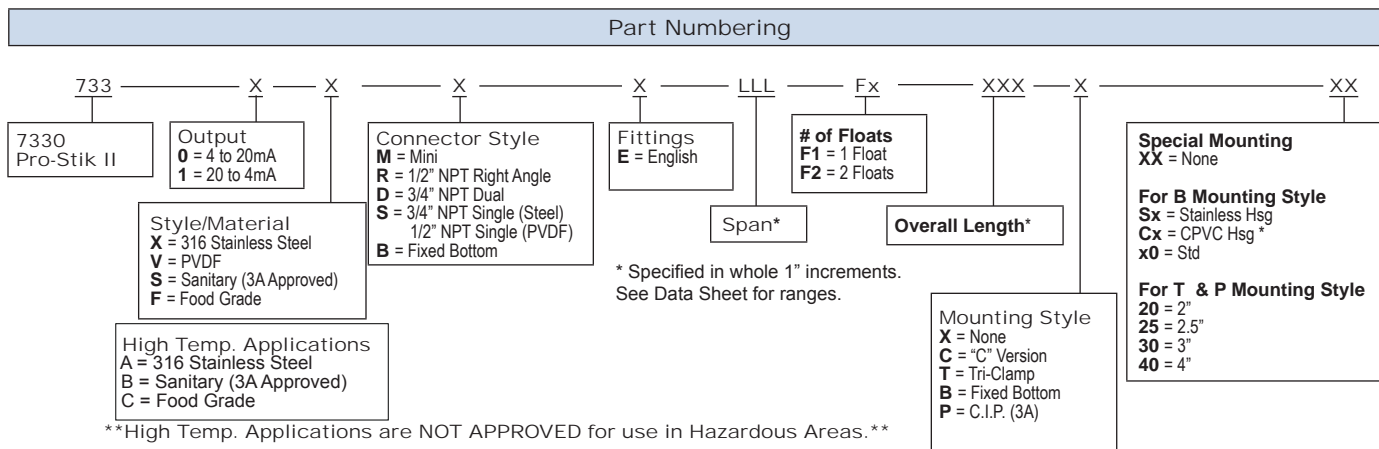 Part Numbering
733 X X X X LLL Fx XXX X XX
7330
Pro-Stik II
Output
0 = 4 to 20mA
1 = 20 to 4mA
Style/Material
X = 316 Stainless Steel
V = PVDF
S = Sanitary (3A Approved)
F = Food Grade
High Temp. Applications
A = 316 Stainless Steel
B = Sanitary (3A Approved)
C = Food Grade
**High Temp. Applications are NOT APPROVED for use in Hazardous Areas.**
Connector Style
M = Mini
R = 1/2” NPT Right Angle
D = 3/4” NPT Dual
S = 3/4” NPT Single (Steel)
1/2” NPT Single (PVDF)
B = Fixed Bottom
Fittings
E = English
Span*
* Specified in whole 1” increments.
See Data Sheet for ranges.
# of Floats
F1 = 1 Float
F2 = 2 Floats
Overall Length*
Mounting Style
X = None
C = “C” Version
T = Tri-Clamp
B = Fixed Bottom
P = C.I.P. (3A)
Special Mounting
XX = None
For B Mounting Style
Sx = Stainless Hsg
Cx = CPVC Hsg *
x0 = Std
For T & P Mounting Style
20 = 2”
25 = 2.5”
30 = 3”
40 = 4”